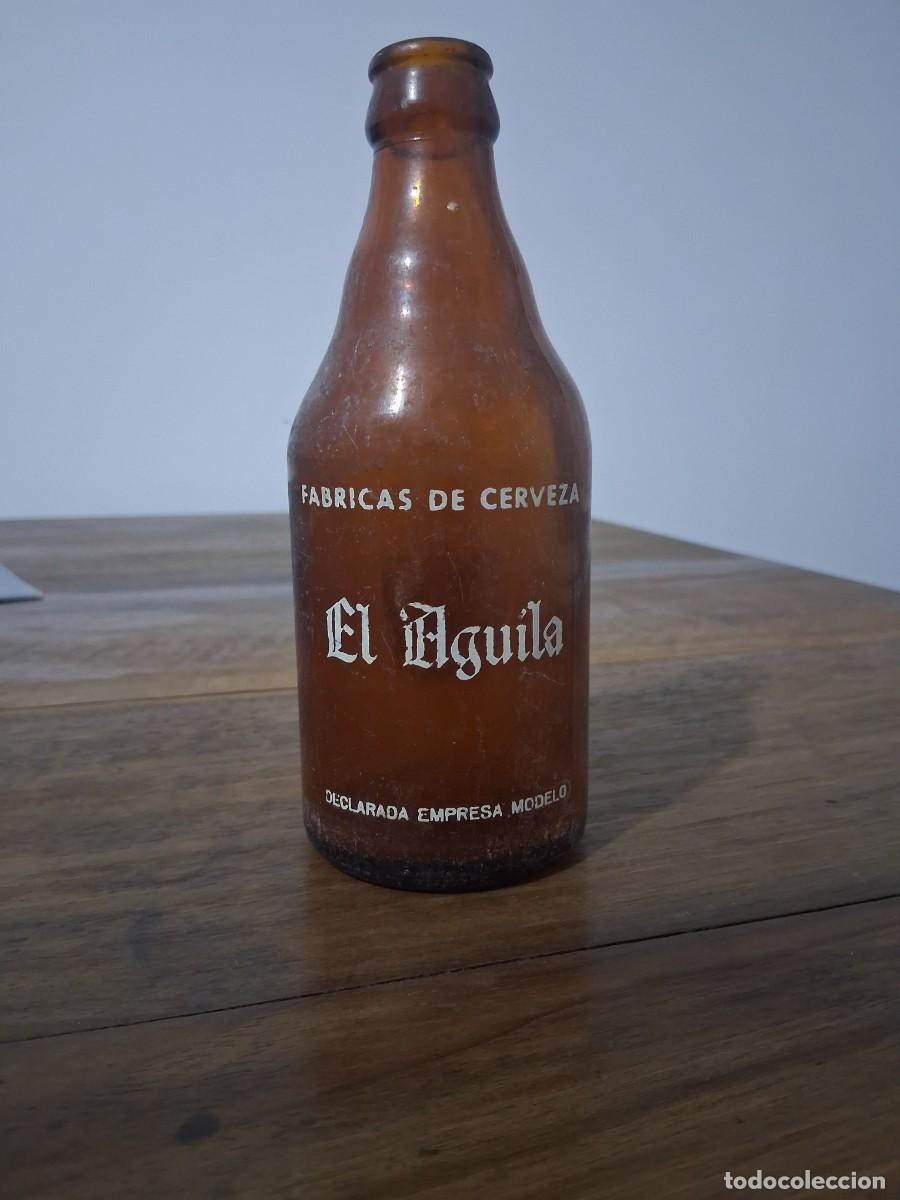 FABRICAS DE CERVEZA
El Aguila
DECLARADA EMPRESA MODELO
todocoleccion